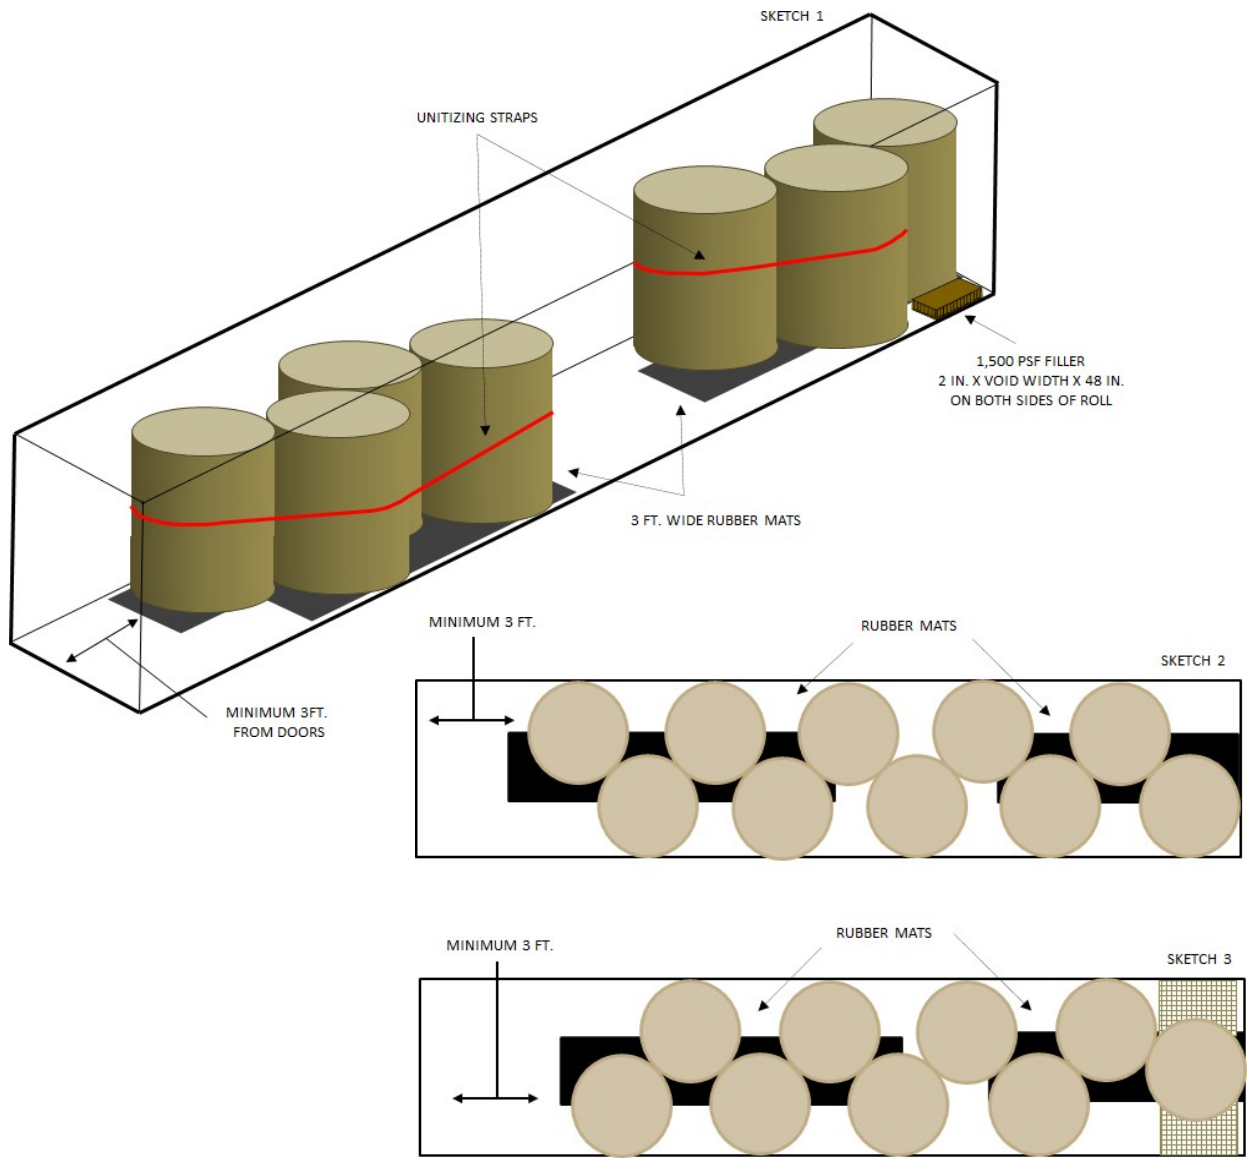 SKETCH 1
UNITIZING STRAPS
1,500 PSF FILLER
2 IN. X VOID WIDTH X 48 IN.
ON BOTH SIDES OF ROLL
3 FT. WIDE RUBBER MATS
MINIMUM 3FT.
FROM DOORS
MINIMUM 3 FT.
RUBBER MATS
SKETCH 2
MINIMUM 3 FT.
RUBBER MATS
SKETCH 3